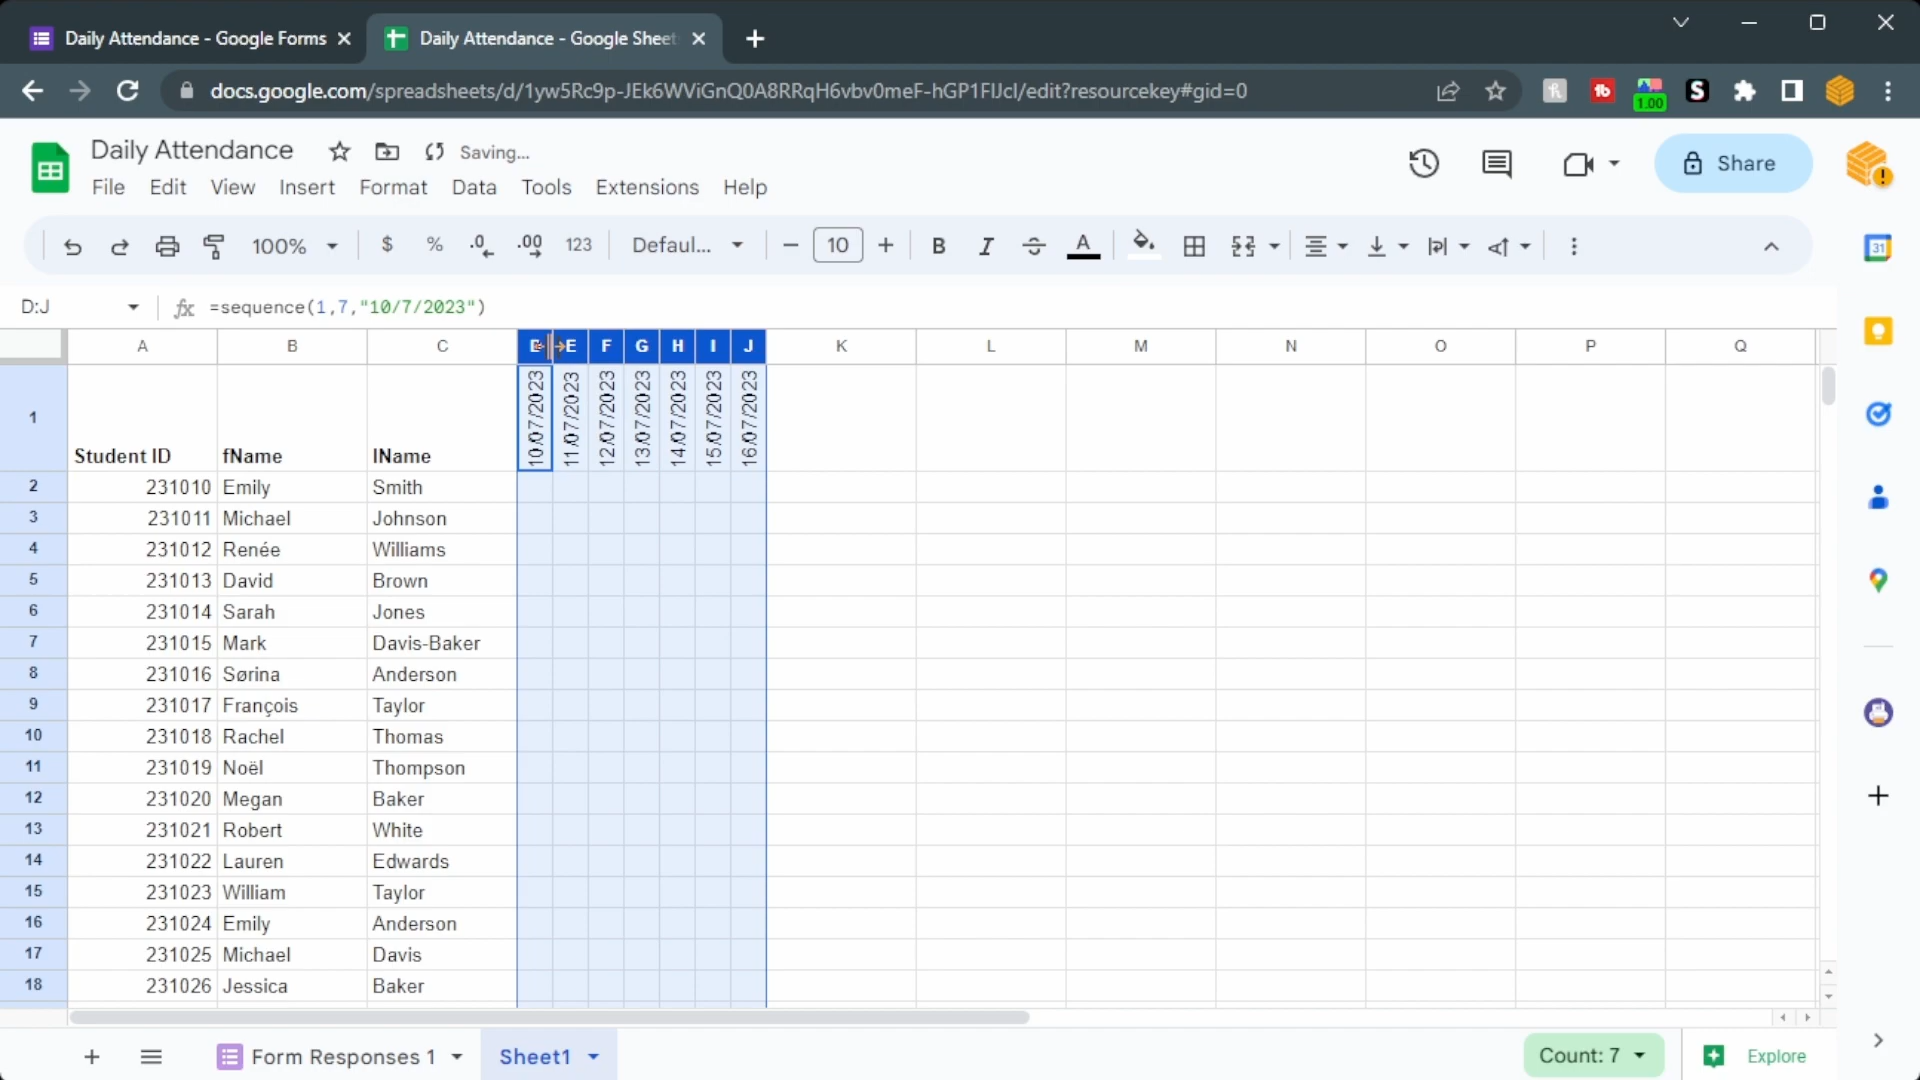 Daily Attendance - Google Forms
Daily Attendance - Google Sheet
docs.google.com/spreadsheets/d/1yw5Rc9p-JEk6WViGnQ0A8RRqH6vbv0meF-hGP1FIJcI/edit?resourcekey#gid=0
1.00
S
Daily Attendance
Saving...
Share
File Edit View Insert Format Data Tools Extensions Help
100% $ % .0 .00 123 Defaul... 10 B I A
31
D:J fx =sequence(1,7,"10/7/2023")
A B C D E F G H I J K L M N O P Q
1 Student ID fName lName 10/07/2023 11/07/2023 12/07/2023 13/07/2023 14/07/2023 15/07/2023 16/07/2023
2 231010 Emily Smith
3 231011 Michael Johnson
4 231012 Renée Williams
5 231013 David Brown
6 231014 Sarah Jones
7 231015 Mark Davis-Baker
8 231016 Sørina Anderson
9 231017 François Taylor
10 231018 Rachel Thomas
11 231019 Noël Thompson
12 231020 Megan Baker
13 231021 Robert White
14 231022 Lauren Edwards
15 231023 William Taylor
16 231024 Emily Anderson
17 231025 Michael Davis
18 231026 Jessica Baker
Form Responses 1 Sheet1 Count: 7 Explore